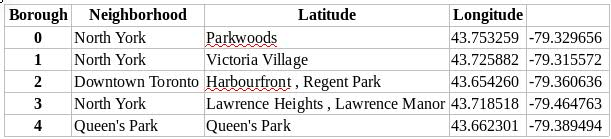 Borough Neighborhood Latitude Longitude
0 North York Parkwoods 43.753259 -79.329656
1 North York Victoria Village 43.725882 -79.315572
2 Downtown Toronto Harbourfront , Regent Park 43.654260 -79.360636
3 North York Lawrence Heights , Lawrence Manor 43.718518 -79.464763
4 Queen's Park Queen's Park 43.662301 -79.389494